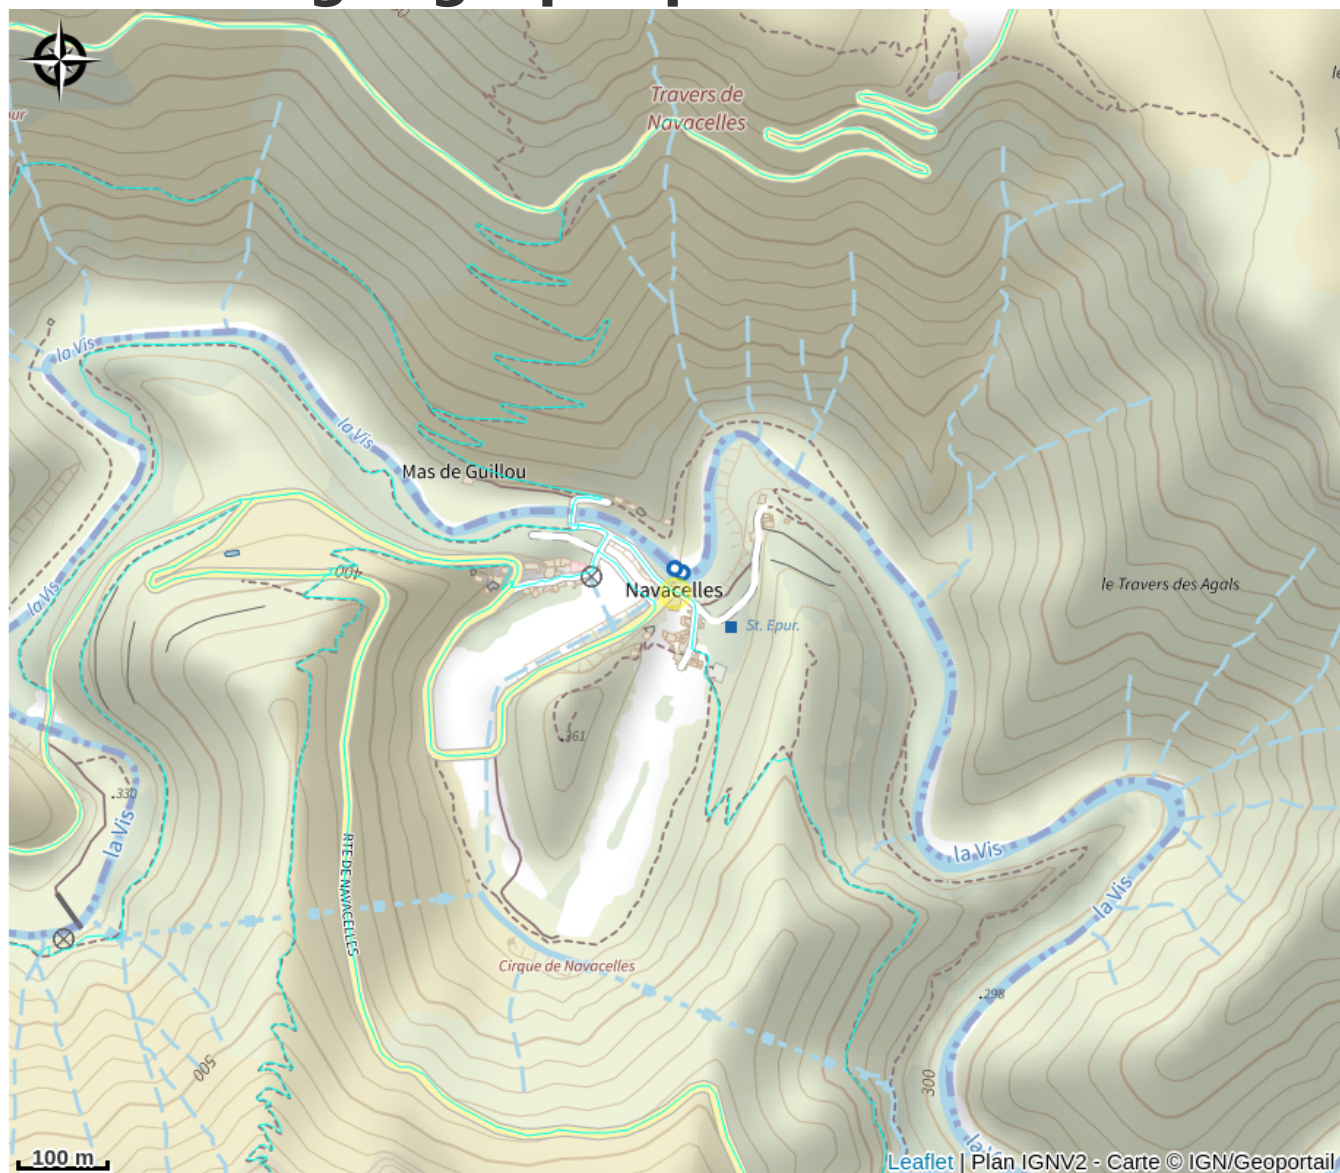 Travers de
Navacelles
la Vis
la Vis
Mas de Guillou
400
la Vis
Navacelles
St. Epur.
le Travers des Agals
361
330
la Vis
RTE DE NAVACELLES
la Vis
la Vis
Cirque de Navacelles
298
500
300
100 m
Leaflet | Plan IGNV2 - Carte © IGN/Geoportail